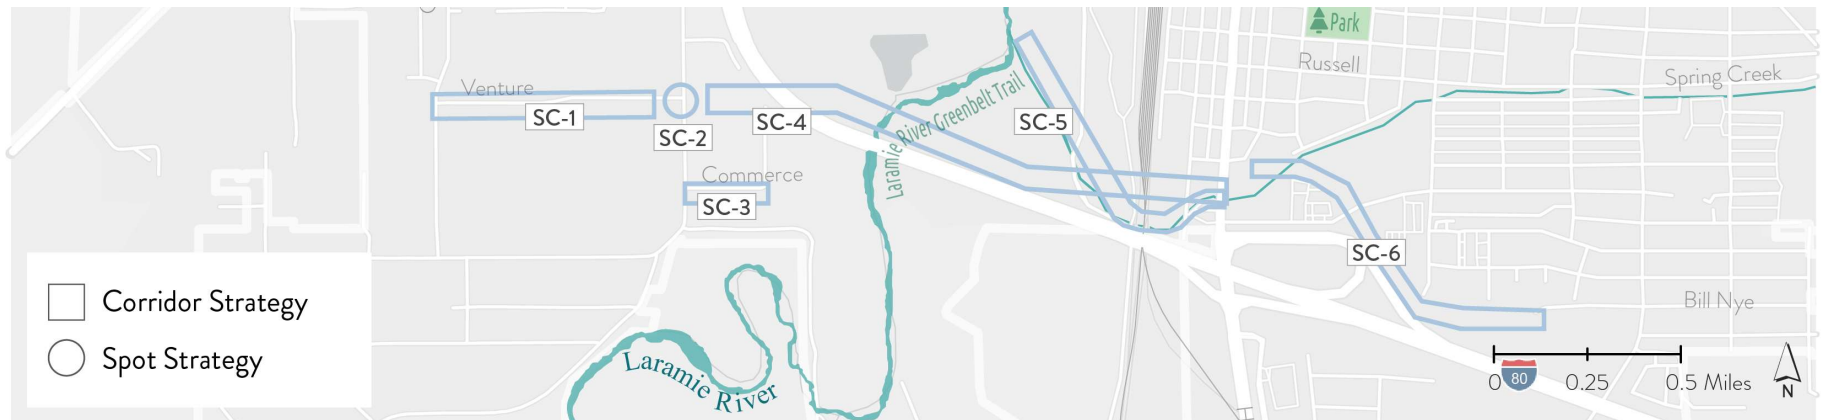 Park
Russell
Spring Creek
Venture
SC-1
SC-2
SC-4
SC-5
Laramie River Greenbelt Trail
Commerce
SC-3
SC-6
Bill Nye
Corridor Strategy
Spot Strategy
Laramie River
0 80 0.25 0.5 Miles
N